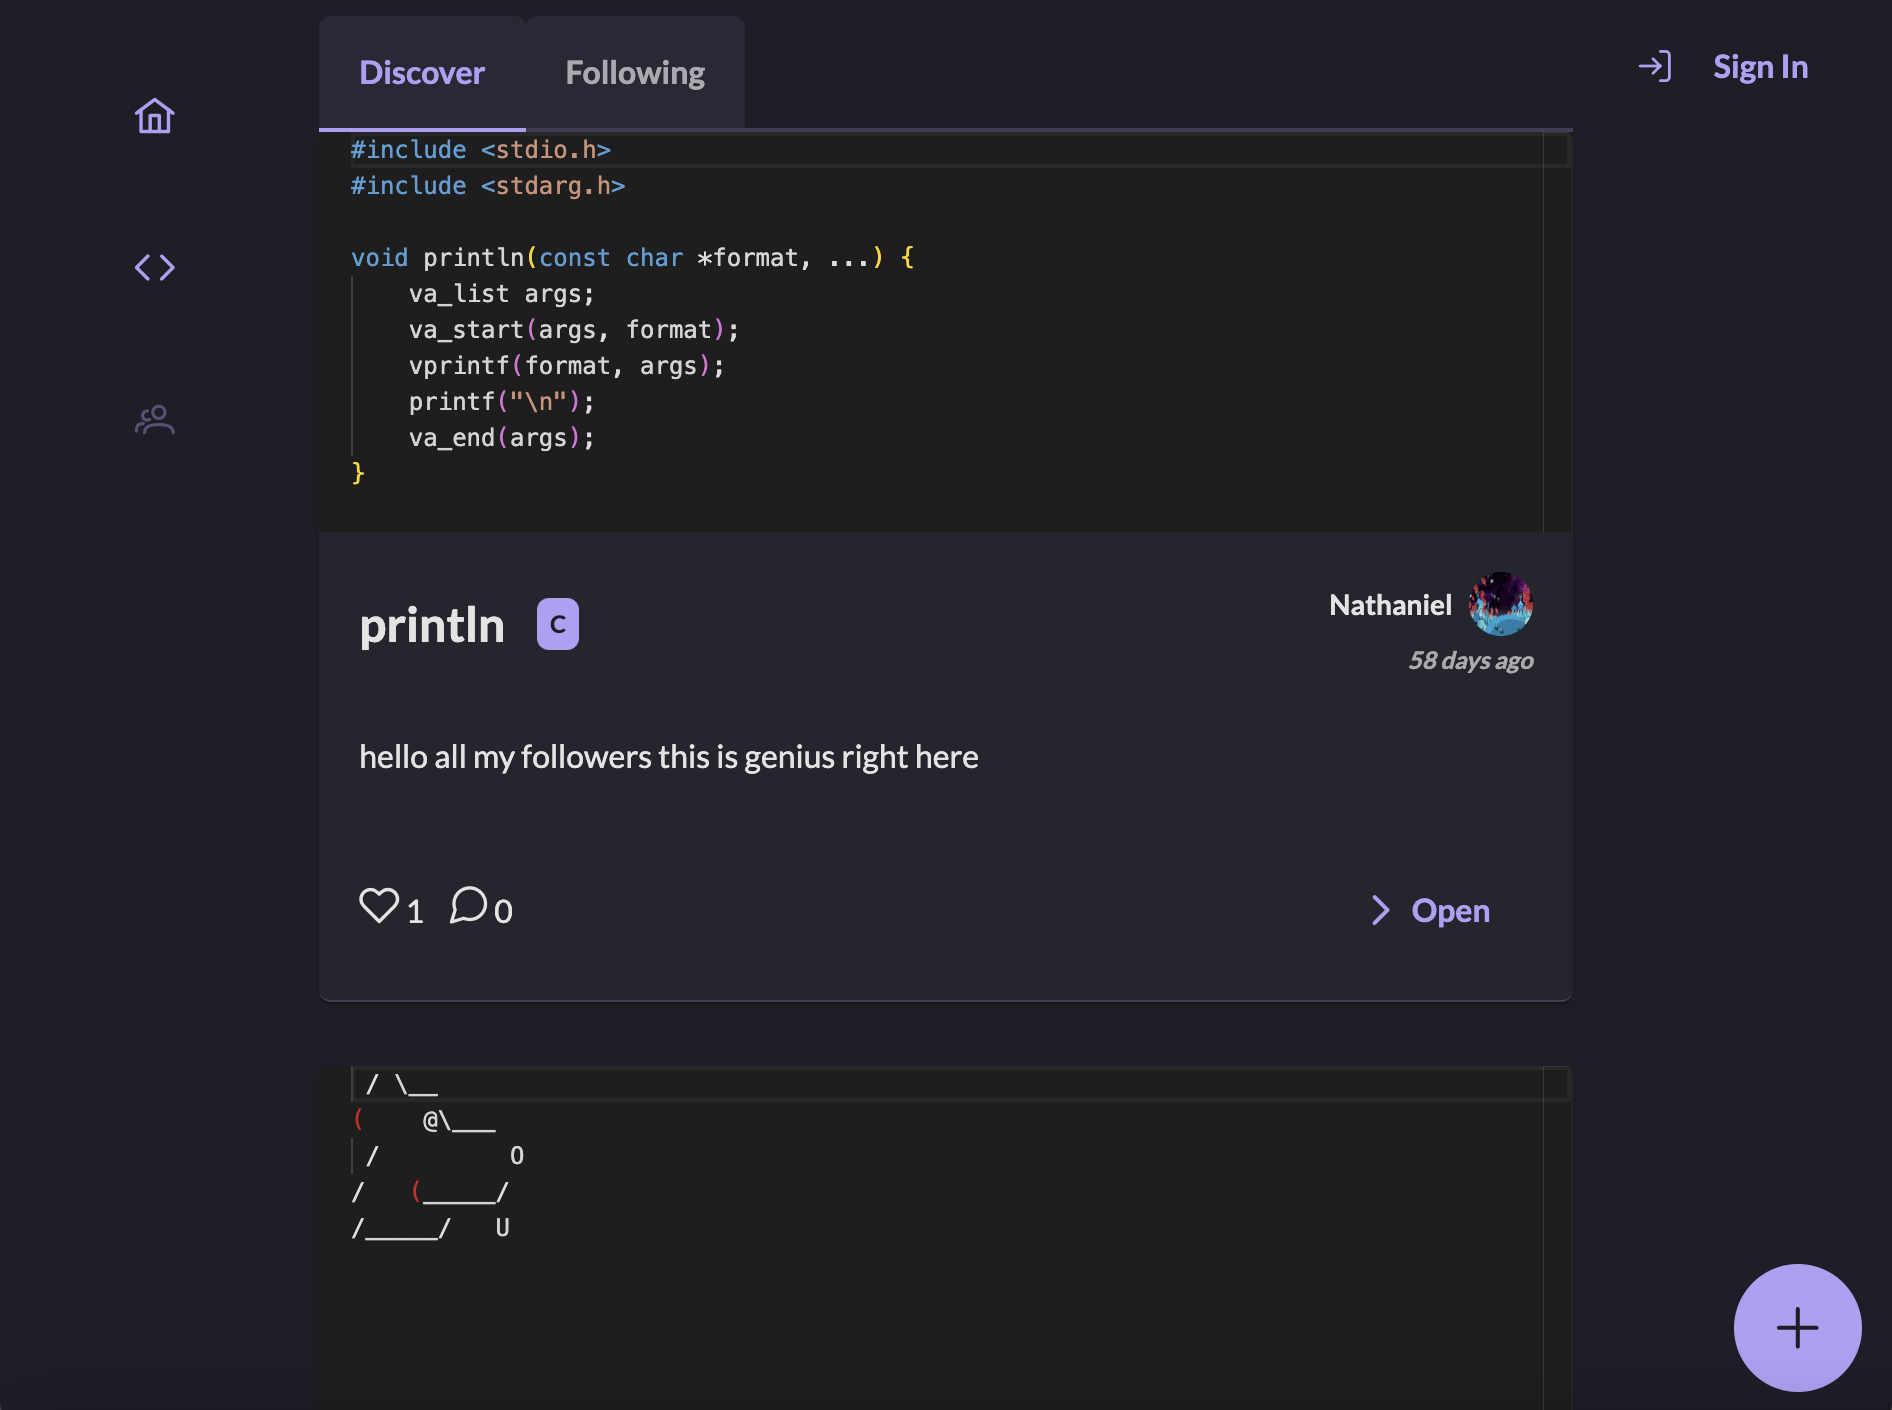 Discover Following
Sign In
#include <stdio.h>
#include <stdarg.h>

void println(const char *format, ...) {
    va_list args;
    va_start(args, format);
    vprintf(format, args);
    printf("\n");
    va_end(args);
}
println C
Nathaniel
58 days ago
hello all my followers this is genius right here
1 0
Open
 / \__
(    @\___
 /         O
/   (_____/
/_____/   U